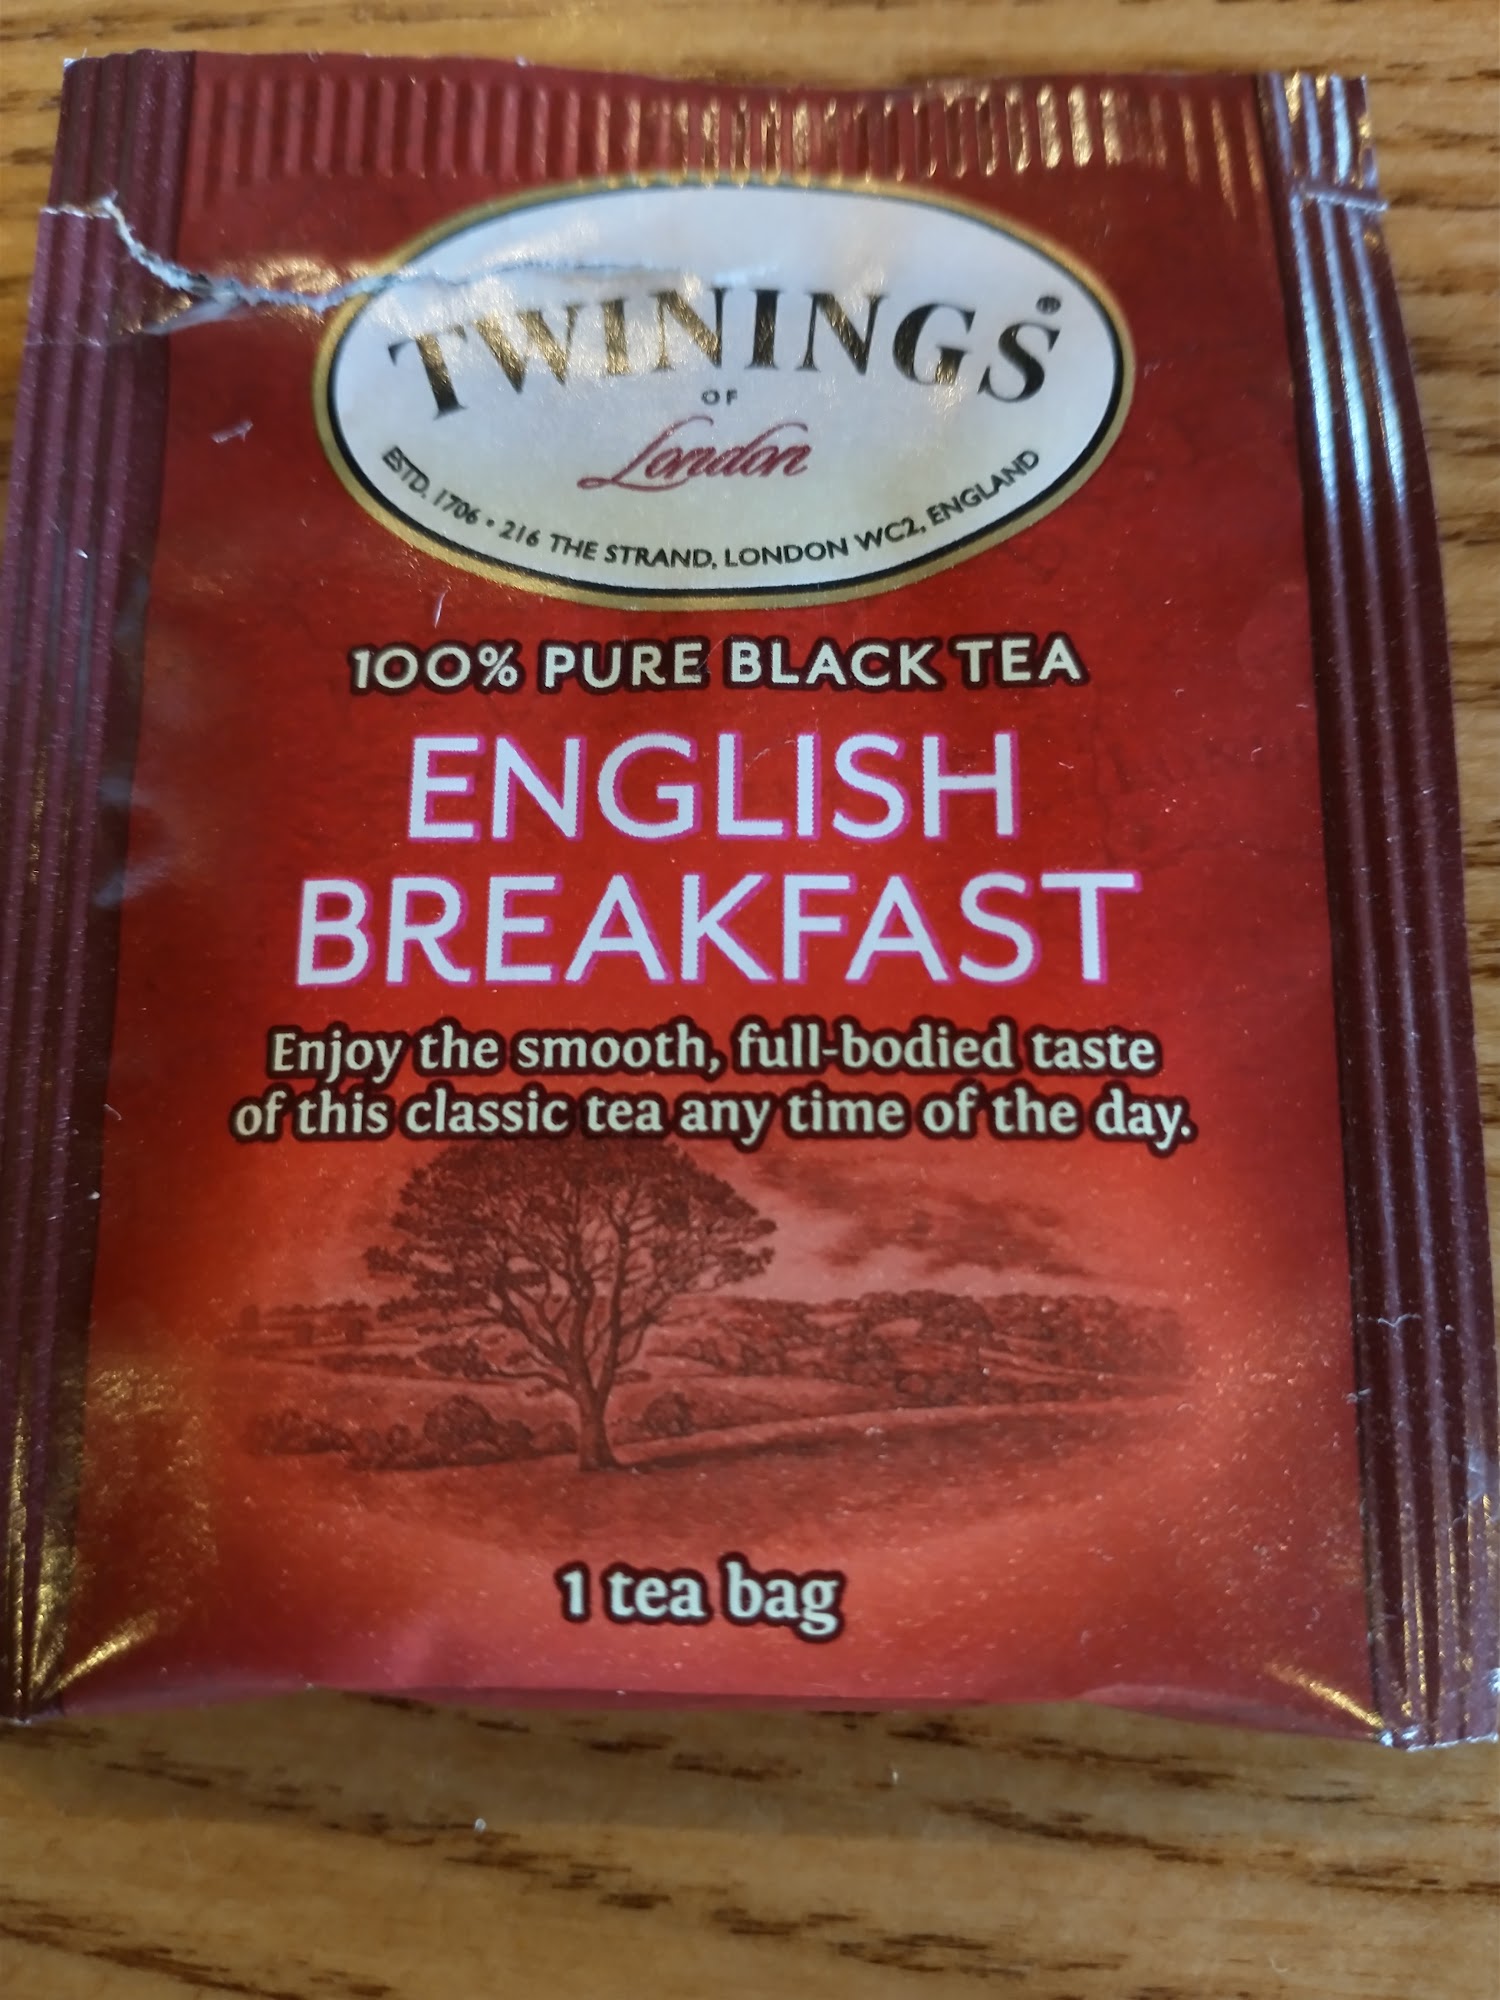 TWININGS®
OF
London
ESTD. 1706 • 216 THE STRAND, LONDON WC2, ENGLAND
100% PURE BLACK TEA
ENGLISH
BREAKFAST
Enjoy the smooth, full-bodied taste
of this classic tea any time of the day.
1 tea bag